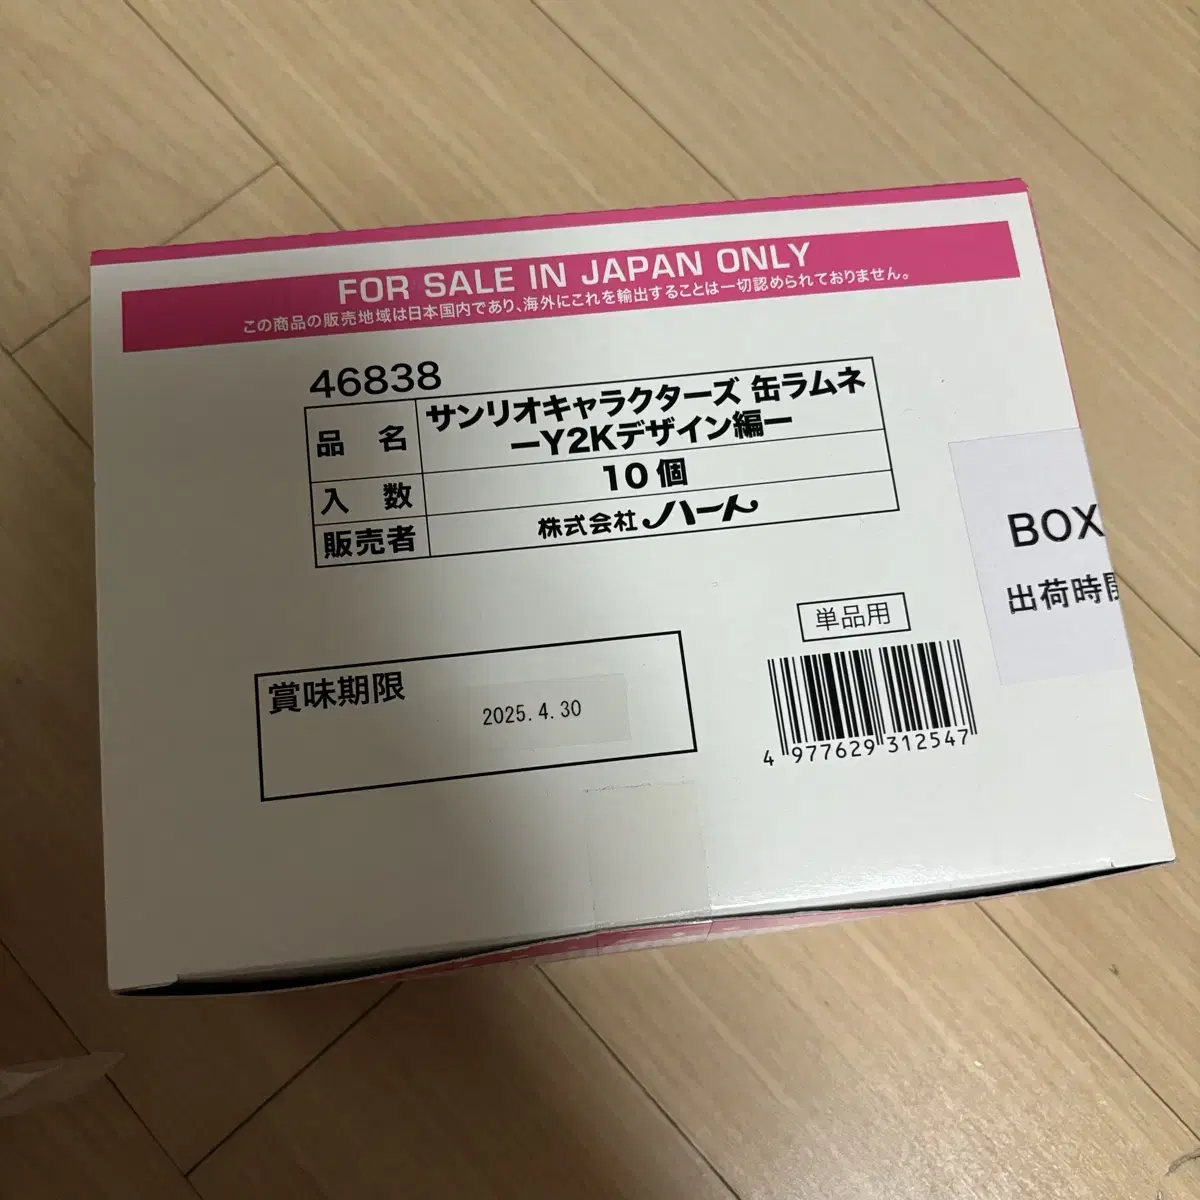 FOR SALE IN JAPAN ONLY
この商品の販売地域は日本国内であり、海外にこれを輸出することは一切認められておりません。
46838
品 名 サンリオキャラクターズ 缶ラムネ
ーY2Kデザイン編ー
入 数 10個
販売者 株式会社ハート
BOX
出荷時開
単品用
賞味期限 2025.4.30
4 977629 312547